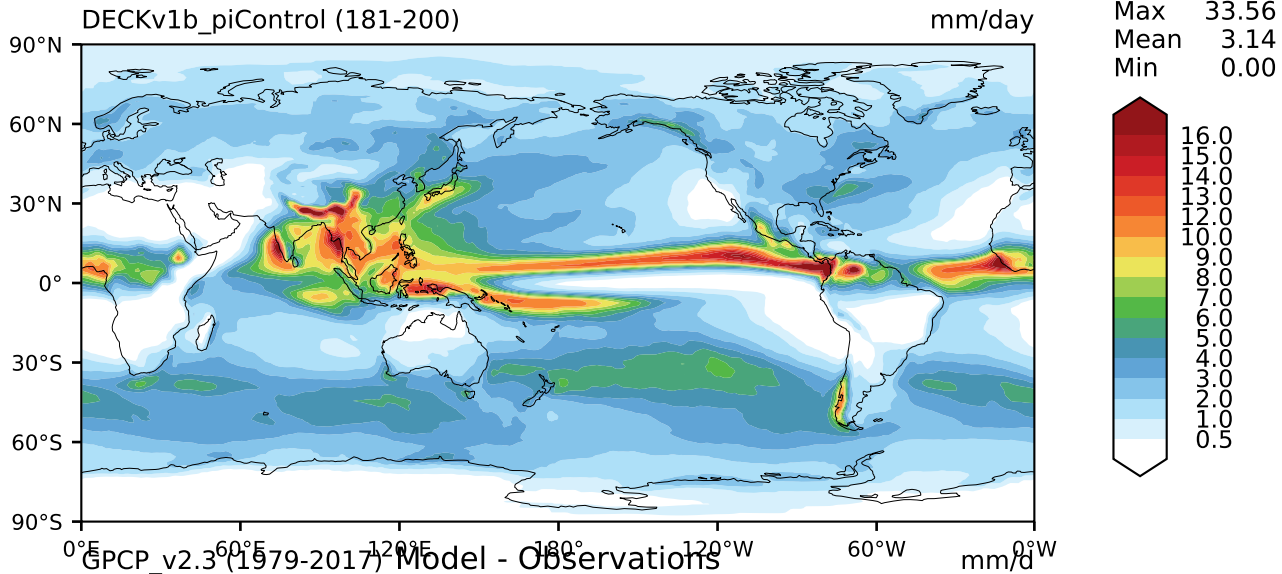 DECKv1b_piControl (181-200) mm/day
Max 33.56
Mean 3.14
Min 0.00
90°N
60°N
30°N
0°
30°S
60°S
90°S
16.0
15.0
14.0
13.0
12.0
10.0
9.0
8.0
7.0
6.0
5.0
4.0
3.0
2.0
1.0
0.5
0°E 60°E 120°E 180° 120°W 60°W 0°W
GPCP_v2.3 (1979-2017) Model - Observations mm/d